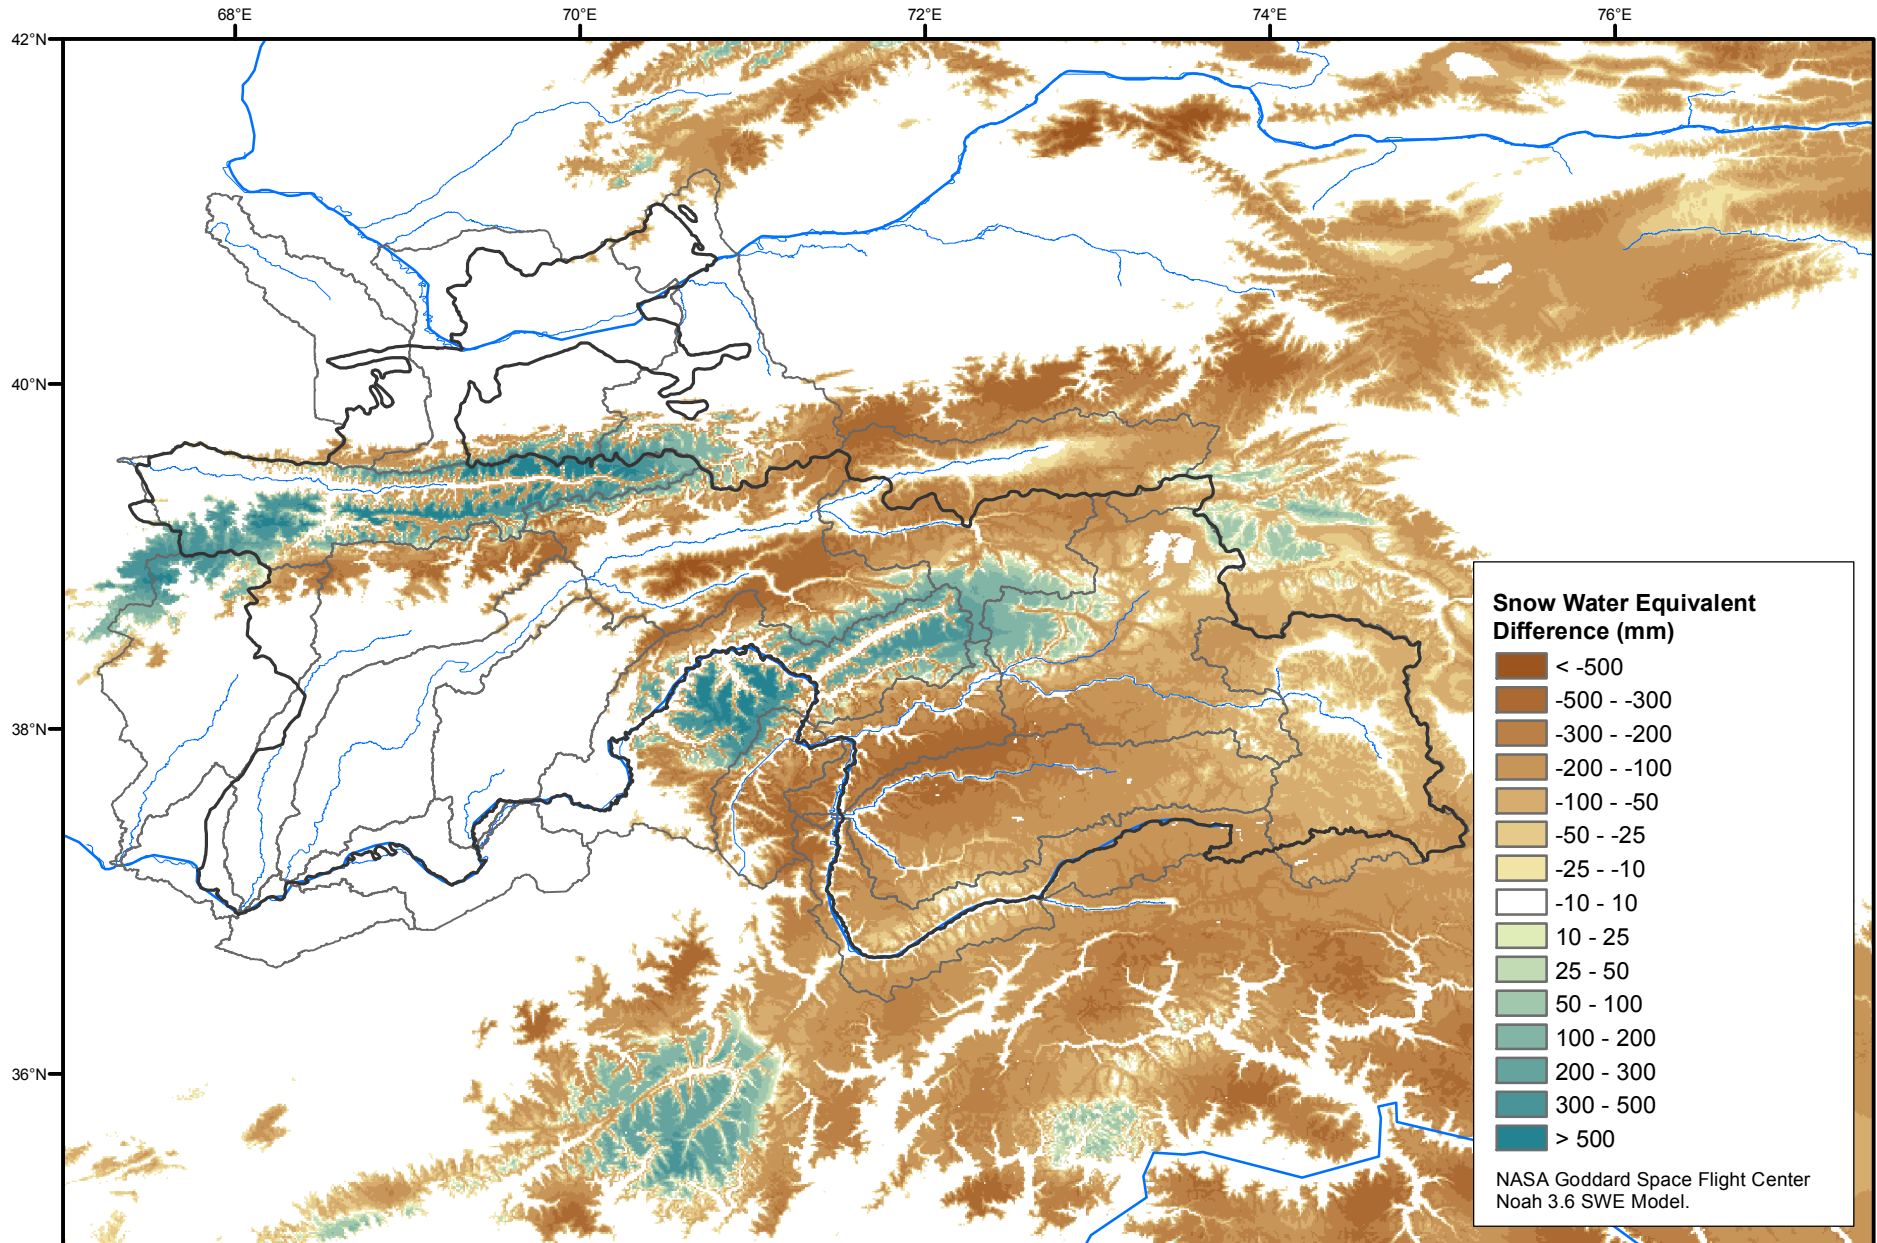 68°E 70°E 72°E 74°E 76°E
42°N
40°N
38°N
36°N
Snow Water Equivalent
Difference (mm)
< -500
-500 - -300
-300 - -200
-200 - -100
-100 - -50
-50 - -25
-25 - -10
-10 - 10
10 - 25
25 - 50
50 - 100
100 - 200
200 - 300
300 - 500
> 500
NASA Goddard Space Flight Center
Noah 3.6 SWE Model.